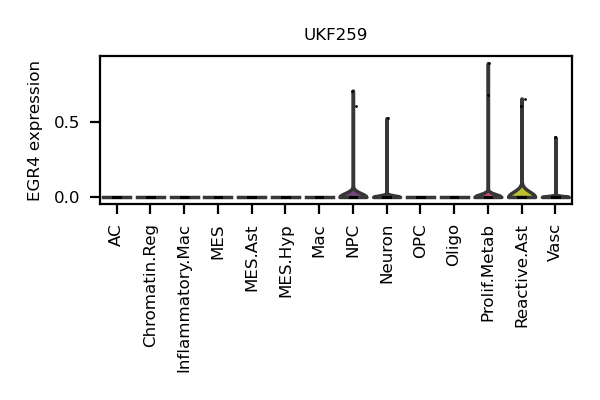 UKF259
EGR4 expression
0.5
0.0
AC
Chromatin.Reg
Inflammatory.Mac
MES
MES.Ast
MES.Hyp
Mac
NPC
Neuron
OPC
Oligo
Prolif.Metab
Reactive.Ast
Vasc